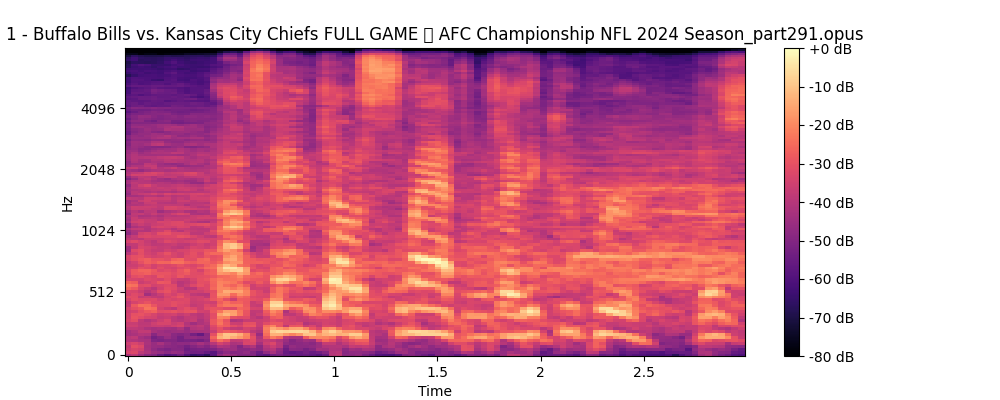 1 - Buffalo Bills vs. Kansas City Chiefs FULL GAME ▯ AFC Championship NFL 2024 Season_part291.opus
+0 dB
-10 dB
-20 dB
-30 dB
-40 dB
-50 dB
-60 dB
-70 dB
-80 dB
4096
2048
1024
512
0
Hz
0
0.5
1
1.5
2
2.5
Time